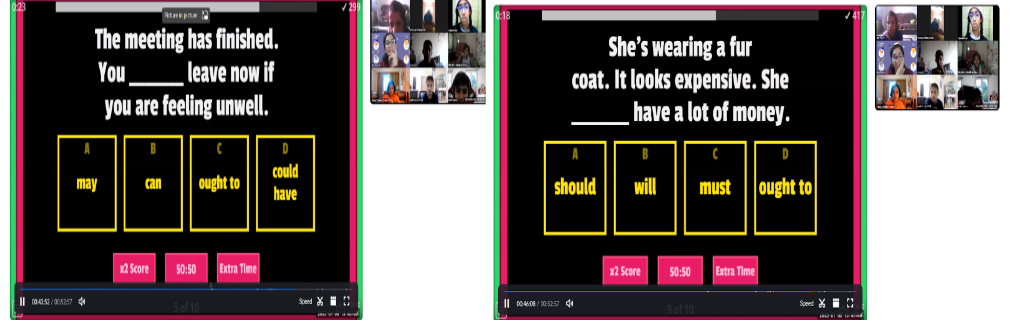 0:23
Picture in picture
✓ 299
The meeting has finished.
You ______ leave now if
you are feeling unwell.
A
may
B
can
C
ought to
D
could
have
x2 Score
50:50
Extra Time
00:43:52 / 00:52:57
Speed
5 of 10
0:18
✓ 417
She's wearing a fur
coat. It looks expensive. She
______ have a lot of money.
A
should
B
will
C
must
D
ought to
x2 Score
50:50
Extra Time
00:46:08 / 00:52:57
Speed
9 of 10